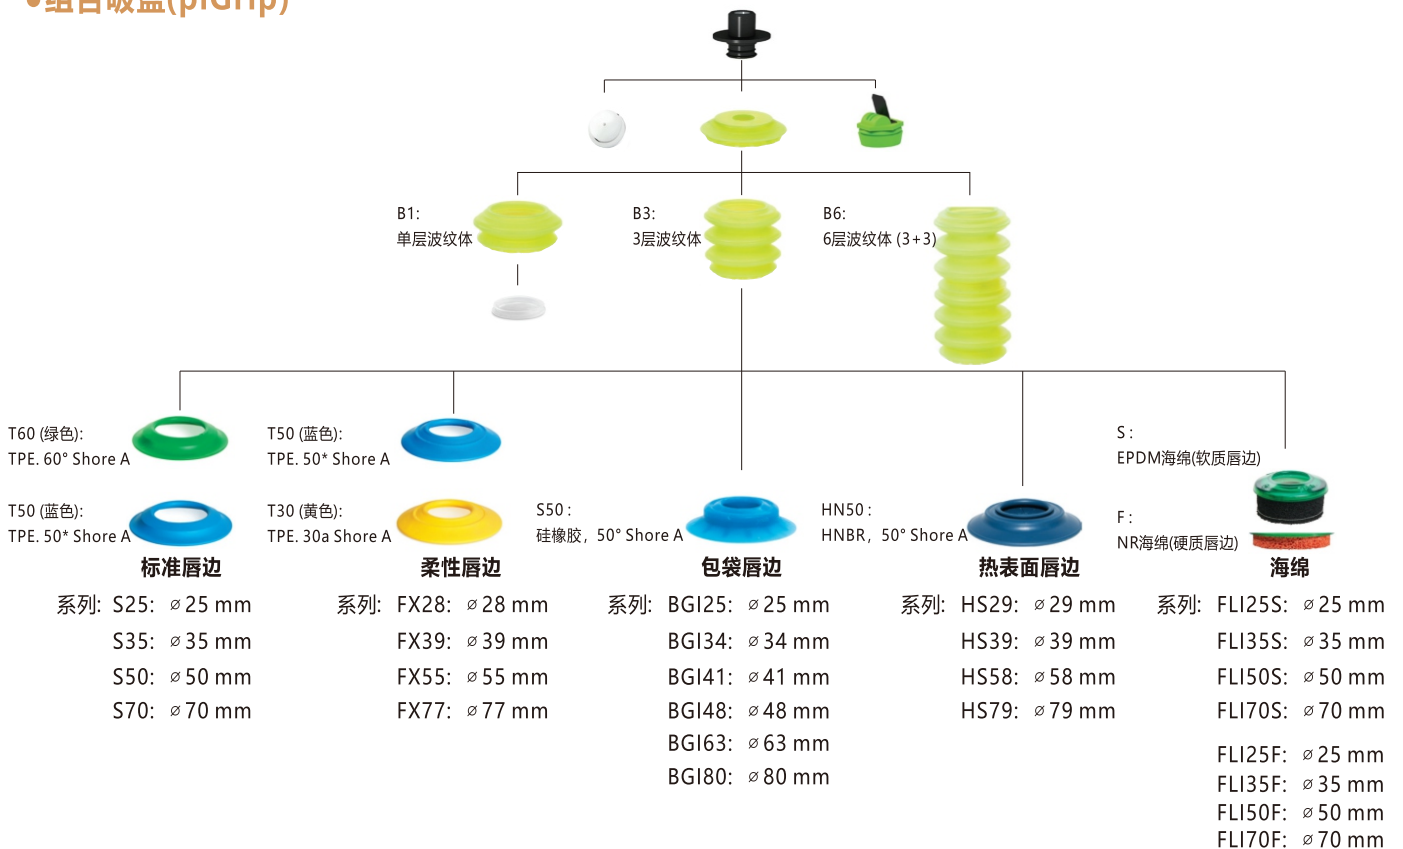 ●组合吸盘(piGrip)
B1:
单层波纹体
B3:
3层波纹体
B6:
6层波纹体 (3+3)
T60 (绿色):
TPE. 60° Shore A
T50 (蓝色):
TPE. 50* Shore A
标准唇边
系列: S25: ⌀25 mm
S35: ⌀35 mm
S50: ⌀50 mm
S70: ⌀70 mm
T50 (蓝色):
TPE. 50* Shore A
T30 (黄色):
TPE. 30a Shore A
柔性唇边
系列: FX28: ⌀28 mm
FX39: ⌀39 mm
FX55: ⌀55 mm
FX77: ⌀77 mm
S50 :
硅橡胶，50° Shore A
包袋唇边
系列: BGI25: ⌀25 mm
BGI34: ⌀34 mm
BGI41: ⌀41 mm
BGI48: ⌀48 mm
BGI63: ⌀63 mm
BGI80: ⌀80 mm
HN50 :
HNBR，50° Shore A
热表面唇边
系列: HS29: ⌀29 mm
HS39: ⌀39 mm
HS58: ⌀58 mm
HS79: ⌀79 mm
S :
EPDM海绵(软质唇边)
F :
NR海绵(硬质唇边)
海绵
系列: FLI25S: ⌀25 mm
FLI35S: ⌀35 mm
FLI50S: ⌀50 mm
FLI70S: ⌀70 mm
FLI25F: ⌀25 mm
FLI35F: ⌀35 mm
FLI50F: ⌀50 mm
FLI70F: ⌀70 mm